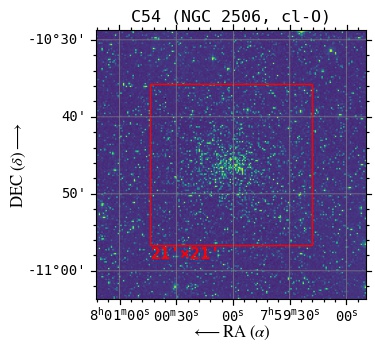 C54 (NGC 2506, cl-O)
-10°30'
40'
50'
-11°00'
DEC (δ) ⟶
21'×21'
8ʰ01ᵐ00ˢ 00ᵐ30ˢ 00ˢ 7ʰ59ᵐ30ˢ 00ˢ
⟵ RA (α)